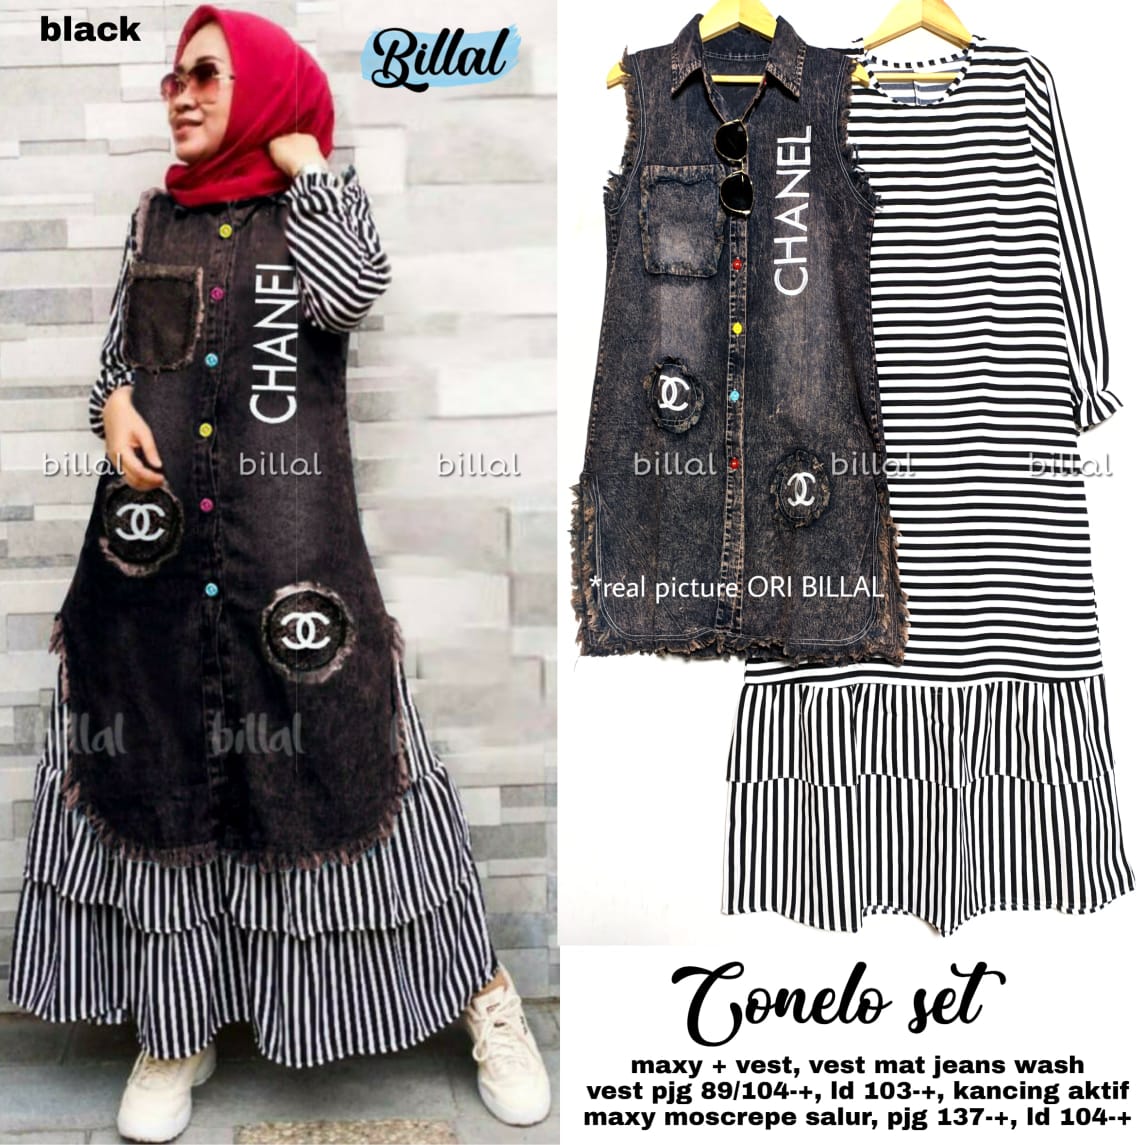 black
Billal
CHANEL
CHANEL
billal billal billal billal billal billal
*real picture ORI BILLAL
billal billal
Conelo set
maxy + vest, vest mat jeans wash
vest pjg 89/104-+, ld 103-+, kancing aktif
maxy moscrepe salur, pjg 137-+, ld 104-+